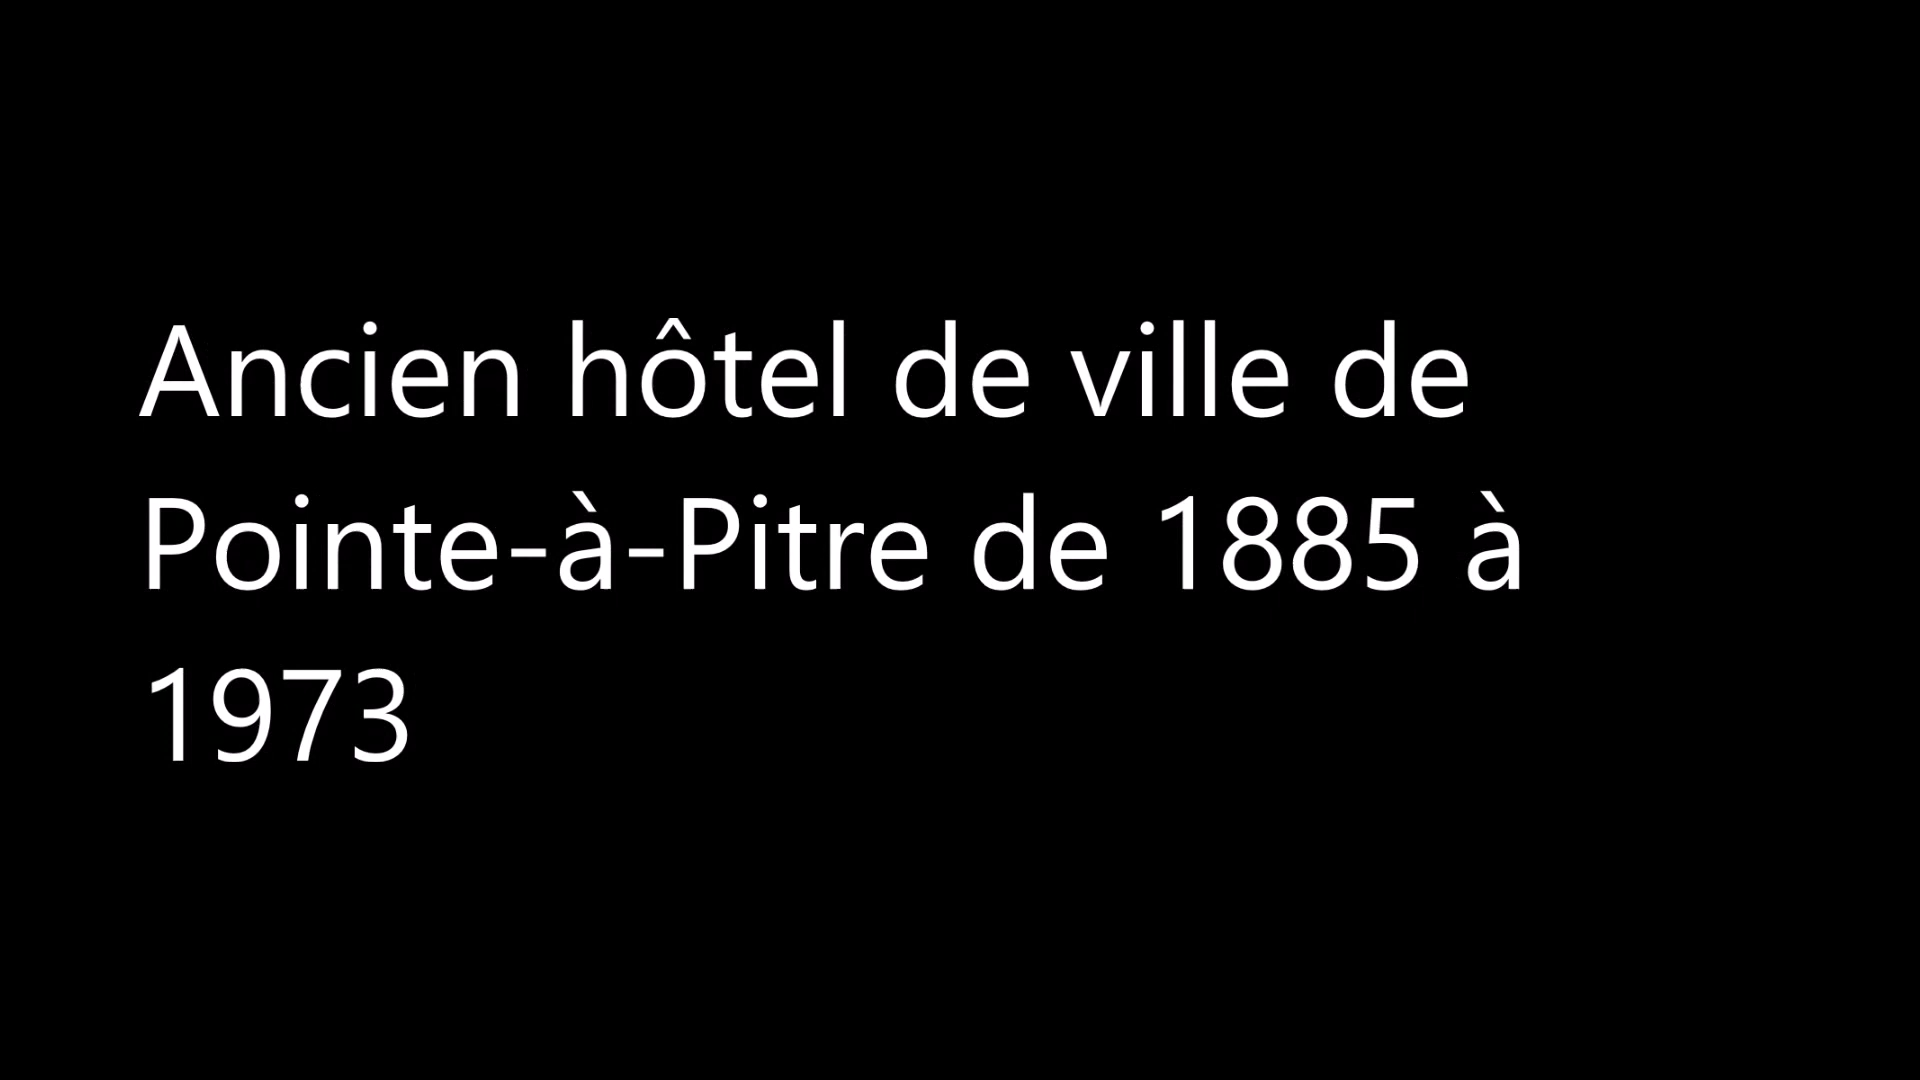 Ancien hôtel de ville de
Pointe-à-Pitre de 1885 à
1973